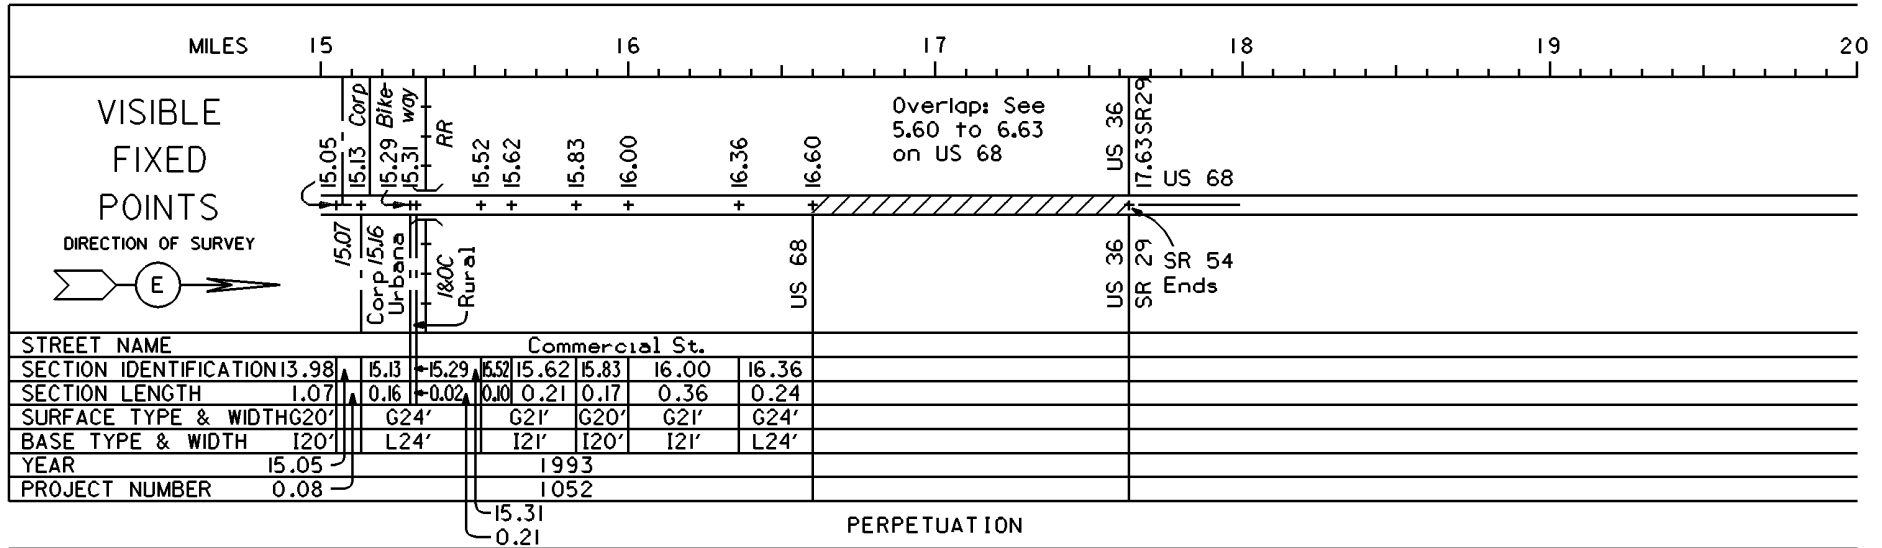 MILES 15 16 17 18 19 20
VISIBLE
FIXED
POINTS
DIRECTION OF SURVEY
E
15.05
15.07
15.13
Corp
Corp 15.16
15.29
Bike-
way
Urbana
15.31
RR
I&OC
Rural
15.52
15.62
15.83
16.00
16.36
16.60
US 68
Overlap: See
5.60 to 6.63
on US 68
US 36
17.63 SR29
US 68
US 36
SR 29
SR 54
Ends
STREET NAME Commercial St.
SECTION IDENTIFICATION 13.98 15.13 15.29 15.52 15.62 15.83 16.00 16.36
SECTION LENGTH 1.07 0.16 0.02 0.10 0.21 0.17 0.36 0.24
SURFACE TYPE & WIDTH G20' G24' G21' G20' G21' G24'
BASE TYPE & WIDTH I20' L24' I21' I20' I21' L24'
YEAR 15.05 1993
PROJECT NUMBER 0.08 1052
15.31
0.21
PERPETUATION